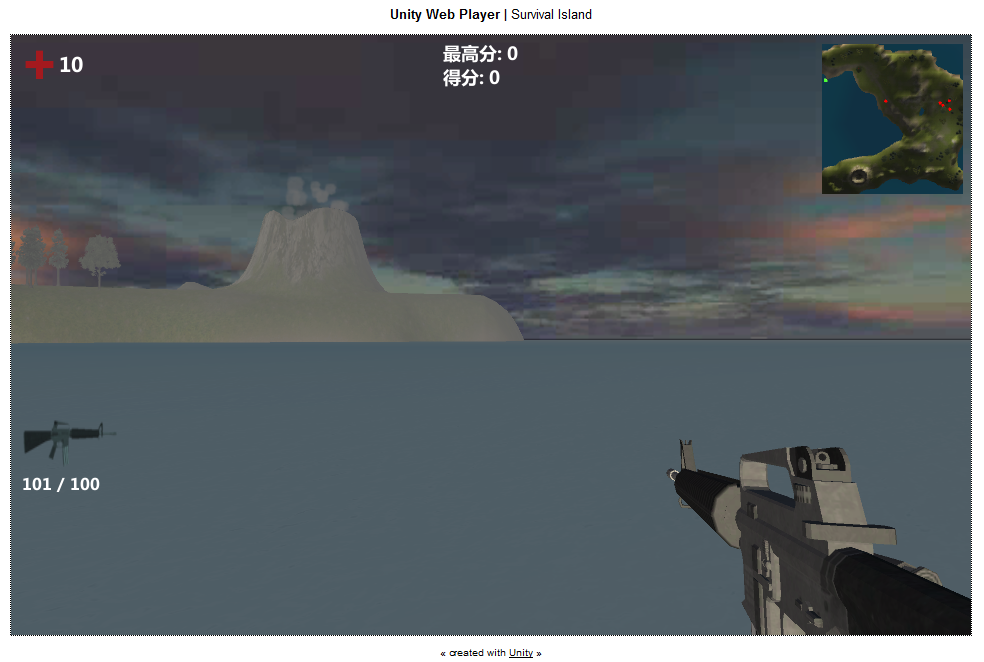 Unity Web Player | Survival Island
10
最高分: 0
得分: 0
101 / 100
« created with Unity »